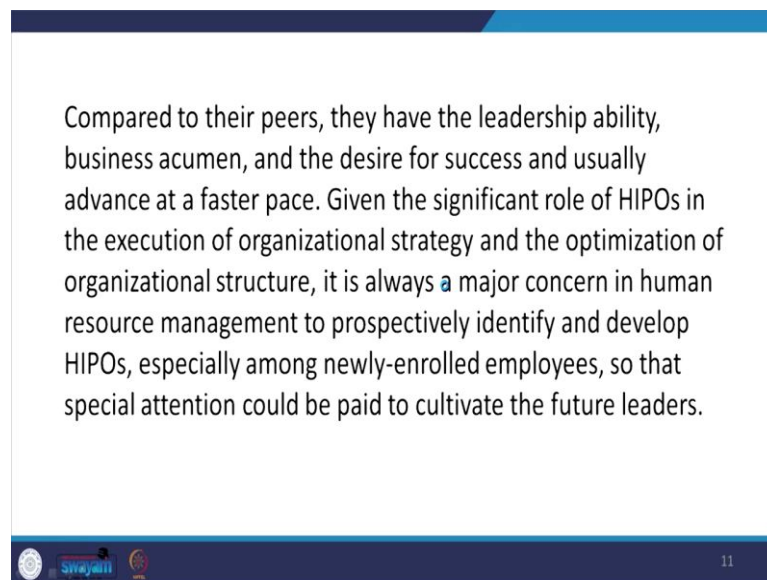 Compared to their peers, they have the leadership ability,
business acumen, and the desire for success and usually
advance at a faster pace. Given the significant role of HIPOs in
the execution of organizational strategy and the optimization of
organizational structure, it is always a major concern in human
resource management to prospectively identify and develop
HIPOs, especially among newly-enrolled employees, so that
special attention could be paid to cultivate the future leaders.
swayam
11